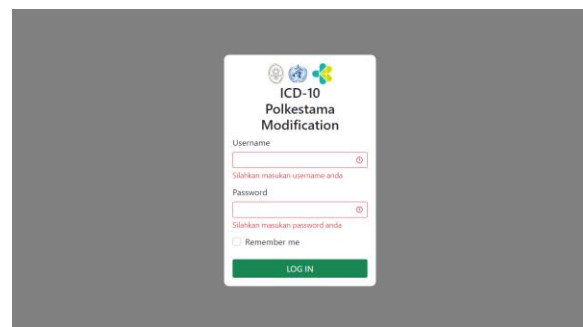 ICD-10
Polkestama
Modification
Username
Silahkan masukan username anda
Password
Silahkan masukan password anda
Remember me
LOG IN